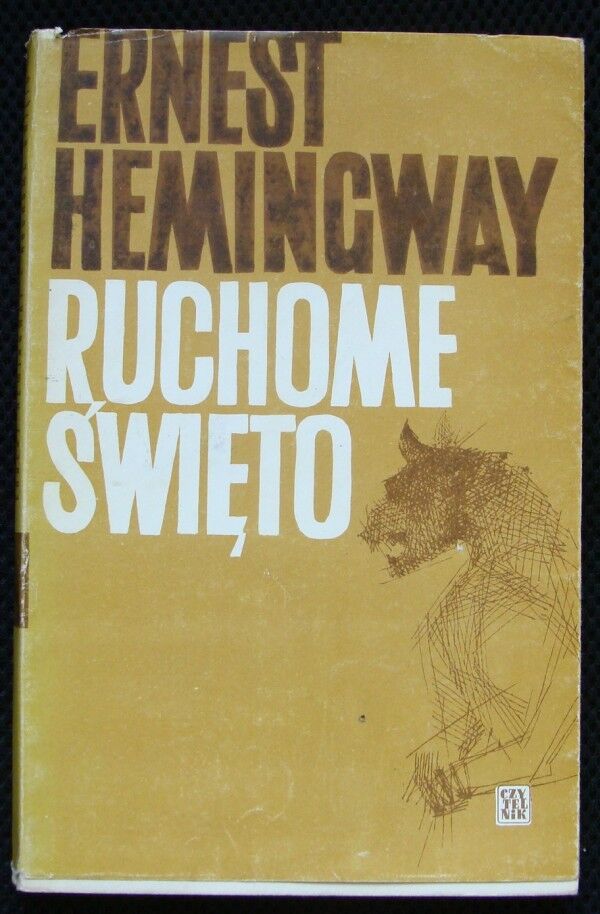 ERNEST
HEMINGWAY
RUCHOME
ŚWIĘTO
CZY
TEL
NiK